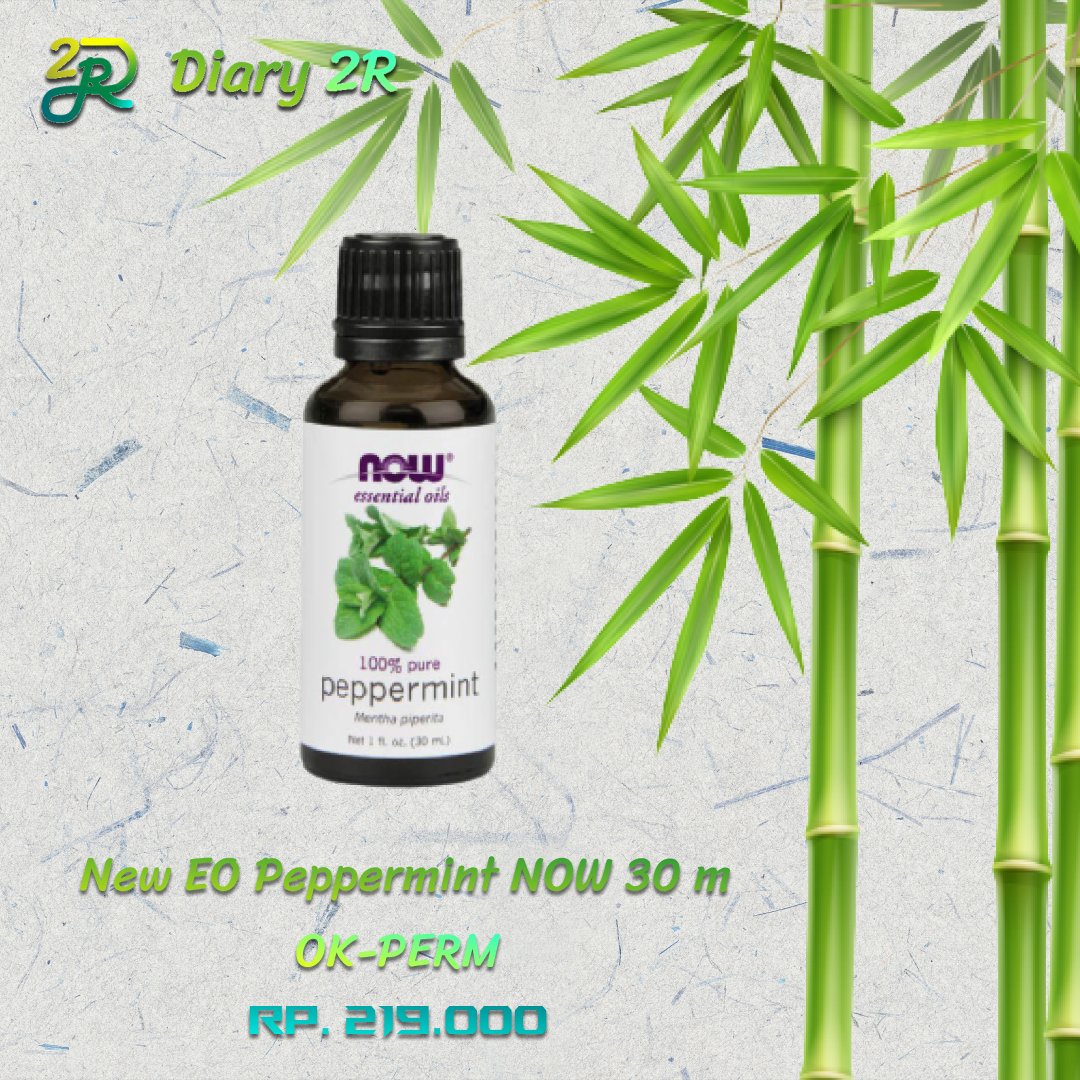 2R Diary 2R
now®
essential oils
100% pure
peppermint
Mentha piperita
Net 1 fl. oz. (30 mL)
New EO Peppermint NOW 30 m
OK-PERM
RP. 219.000